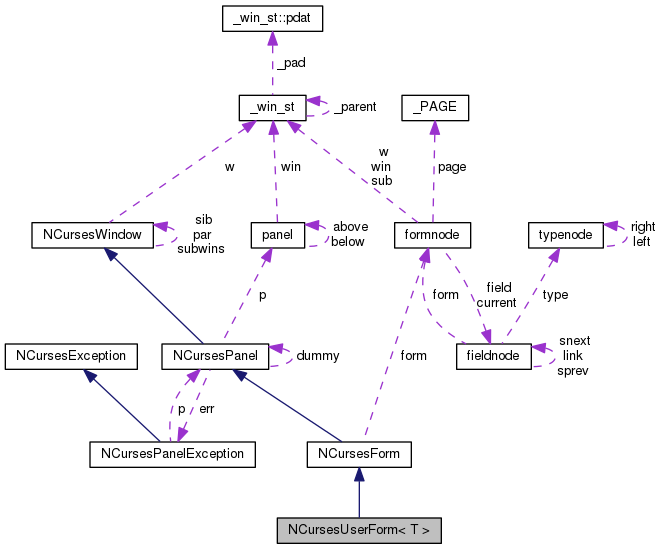 _win_st::pdat
_pad
_win_st
_parent
_PAGE
w
win
w
win
sub
page
NCursesWindow
sib
par
subwins
panel
above
below
formnode
typenode
right
left
p
form
field
current
type
NCursesException
NCursesPanel
dummy
form
fieldnode
snext
link
sprev
p
err
NCursesPanelException
NCursesForm
NCursesUserForm< T >